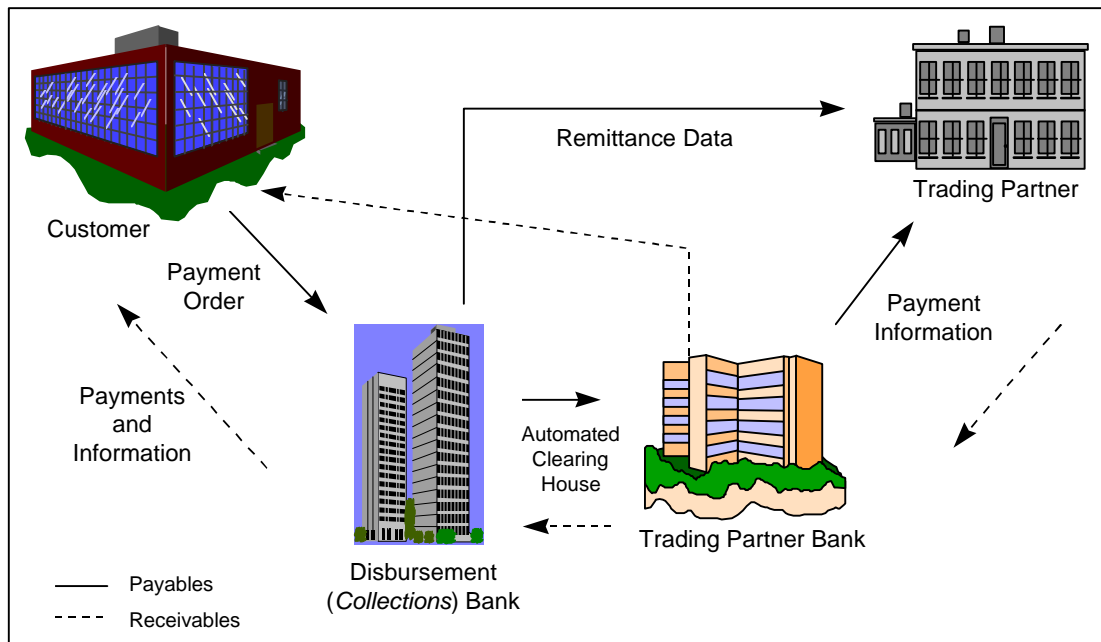 Remittance Data
Trading Partner
Customer
Payment
Order
Payment
Information
Payments
and
Information
Automated
Clearing
House
Trading Partner Bank
Disbursement
(Collections) Bank
Payables
Receivables